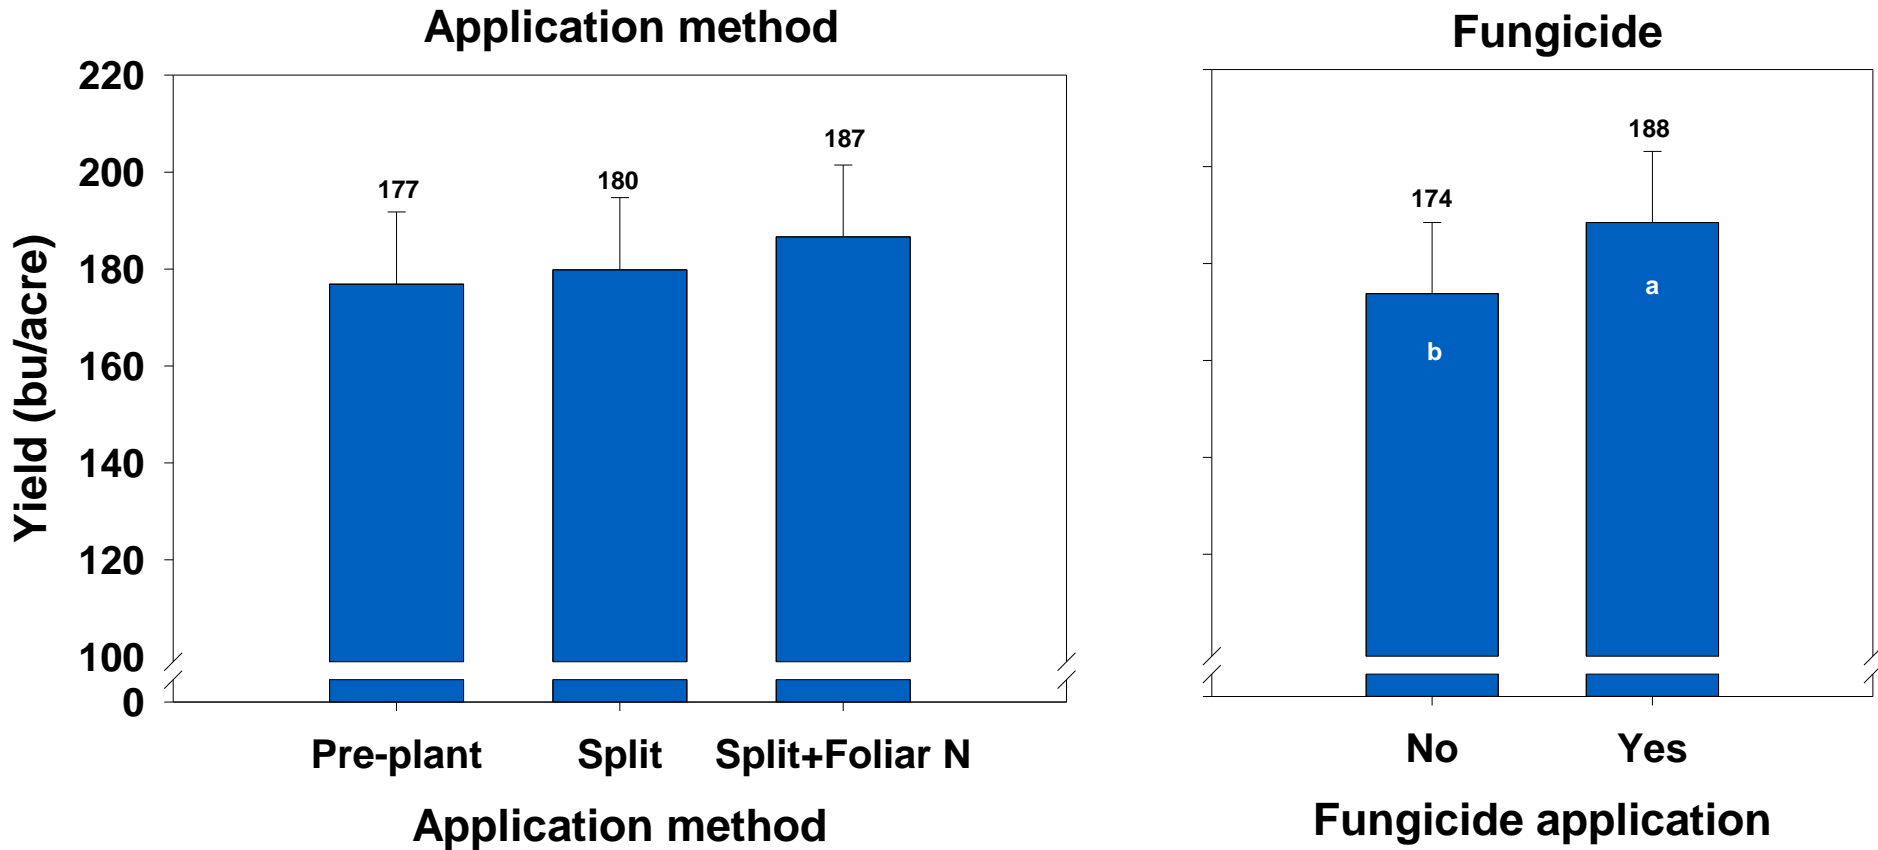 Application method
220
200
180
160
140
120
100
0
Yield (bu/acre)
177
180
187
Pre-plant
Split
Split+Foliar N
Application method
Fungicide
174
188
b
a
No
Yes
Fungicide application